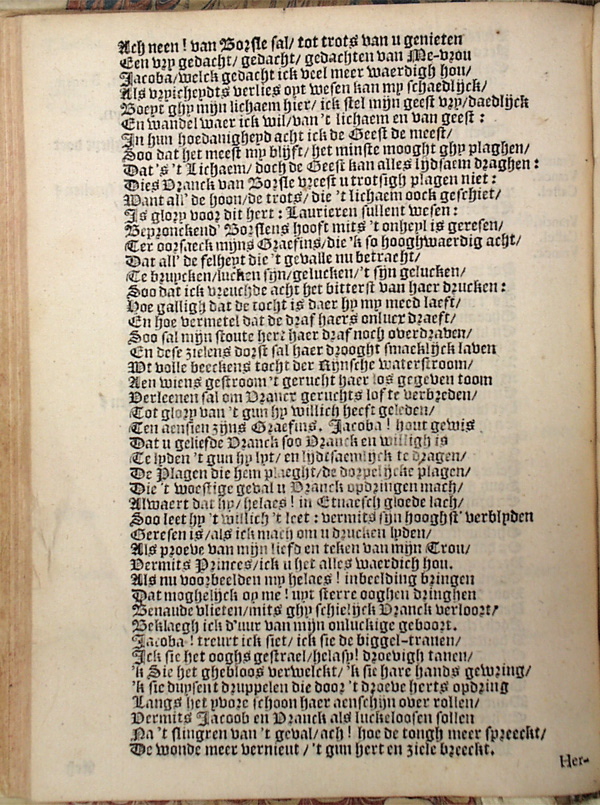 Ach neen! van Borsle sal/ tot trots van u genieten
Een vry gedacht/ gedacht/ gedachten van Me-vrou
Jacoba/welck gedacht ick veel meer waerdigh hou/
Als vryicheydts verlies opt wesen kan my schaedlijck/
Boeyt ghy mijn lichaem hier/ ick stel mijn geest vry/daedlijck
En wandel waer ick wil/van't lichaem en van geest:
In hun hoedanigheyd acht ick de Geest de meest/
Soo dat het meest my blijft/ het minste mooght ghy plaghen/
Dat's 't Lichaem/ doch de Geest kan alles lydsaem draghen:
Dies Vranck van Borsle vreest u trotsigh plagen niet:
Want all' de hoon/de trots/ die 't lichaem oock geschiet/
Is glory voor dit hert: Laurieren sullent wesen:
Beyronckend' Borslens hooft mits 't onheyl is geresen/
Ter oorsaeck mijns Graefins/die 'k so hooghwaerdig acht/
Dat all' de felheyt die 't gevalle nu betracht/
Te bruycken/lucken sijn/gelucken/'t sijn gelucken/
Soo dat ick vreuchde acht het bitterst van haer drucken:
Hoe galligh dat de tocht is daer hy my meed laeft/
En hoe vermetel dat de draf haers onluer draeft/
Soo sal mijn stoute hert haer draf noch overdraven/
En dese zielens dorst sal haer drooght smaeklijck laven
Wt volle beeckens tocht der Rijnsche waterstroom/
Aen wiens gestroom 't gerucht haer los gegeven toom
Verleenen sal om Vrancx geruchts lof te verbreden/
Tot glory van 't gun hy willich heeft geleden/
Ten aensien zijns Graefins. Jacoba! hout gewis
Dat u geliefde Vranck soo Vranck en willigh is
Te lyden 't gun hy lyt/ en lydtsaemlijck te dragen/
De Plagen die hem plaeght/de dorpelijcke plagen/
Die 't woestige geval u Vranck opdringen mach/
Alwaert dat hy/helaes! in Etnaesch gloede lach/
Soo leet hy 't willich 't leet: vermits sijn hooghst' verblyden
Geresen is/als ick mach om u drucken lyden/
Als proeve van mijn liefd en teken van mijn Trou/
Vermits Princes/ick u het alles waerdich hou.
Als nu voorbeelden my helaes! inbeelding bringen
Dat moghelijck op me! uyt sterre ooghen dringhen
Benaude vlieten/mits ghy schielijck Vranck verloort/
Beklaegh ick d'uur van mijn onluckige geboort.
Jacoba! treurt ick siet/ ick sie de biggel-tranen/
Ick sie het ooghs gestrael/helasy! droevigh tanen/
'k Sie het ghebloos verwelckt/ 'k sie hare hands gewring/
'k sie duysent druppelen die door 't droeve herts opdring
Langs het yvore schoon haer aenschijn over rollen/
Vermits Jacoob en Vranck als luckeloosen sollen
Na 't slingren van 't geval/ach! hoe de tongh meer spreeckt/
De wonde meer vernieut/ 't gun hert en ziele breeckt.
Her-